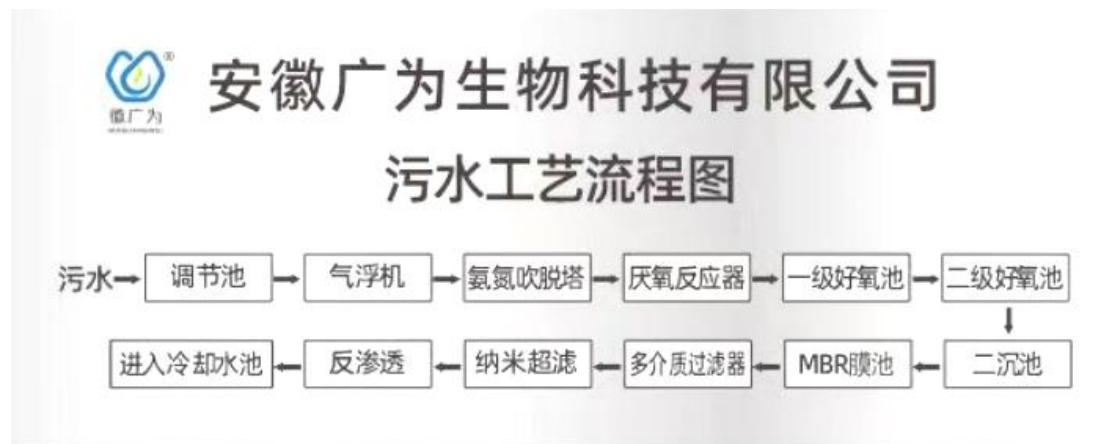 ®
徽广为
安徽广为生物科技有限公司
污水工艺流程图
污水 → 调节池 → 气浮机 → 氨氮吹脱塔 → 厌氧反应器 → 一级好氧池 → 二级好氧池
进入冷却水池 ← 反渗透 ← 纳米超滤 ← 多介质过滤器 ← MBR膜池 ← 二沉池